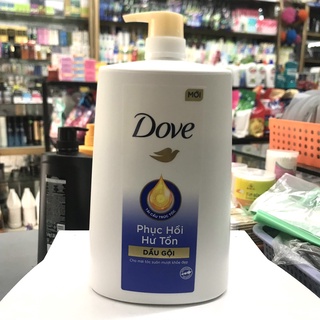 MỚI
Dove
Phục Hồi
Hư Tổn
DẦU GỘI